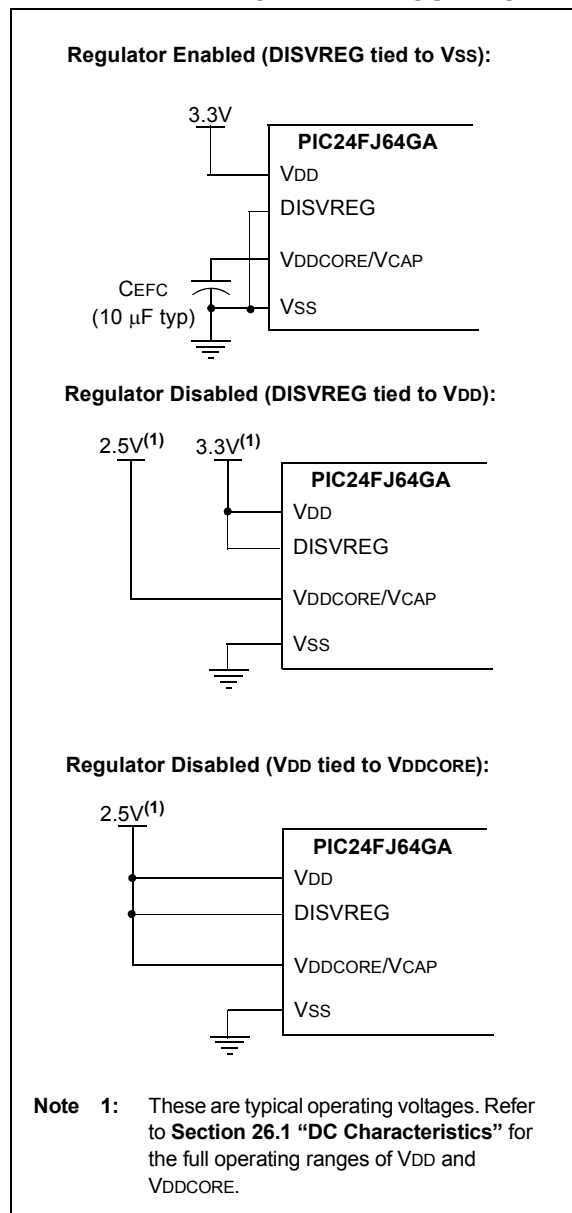 Regulator Enabled (DISVREG tied to VSS):
3.3V
PIC24FJ64GA
VDD
DISVREG
VDDCORE/VCAP
CEFC
(10 μF typ)
VSS
Regulator Disabled (DISVREG tied to VDD):
2.5V(1) 3.3V(1)
PIC24FJ64GA
VDD
DISVREG
VDDCORE/VCAP
VSS
Regulator Disabled (VDD tied to VDDCORE):
2.5V(1)
PIC24FJ64GA
VDD
DISVREG
VDDCORE/VCAP
VSS
Note 1: These are typical operating voltages. Refer
to Section 26.1 “DC Characteristics” for
the full operating ranges of VDD and
VDDCORE.